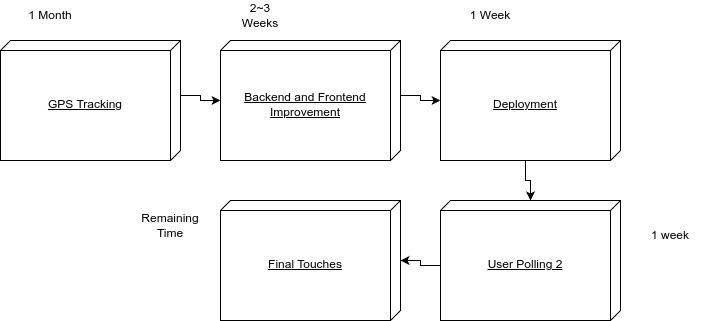 1 Month
2~3
Weeks
1 Week
GPS Tracking
Backend and Frontend
Improvement
Deployment
Remaining
Time
Final Touches
User Polling 2
1 week